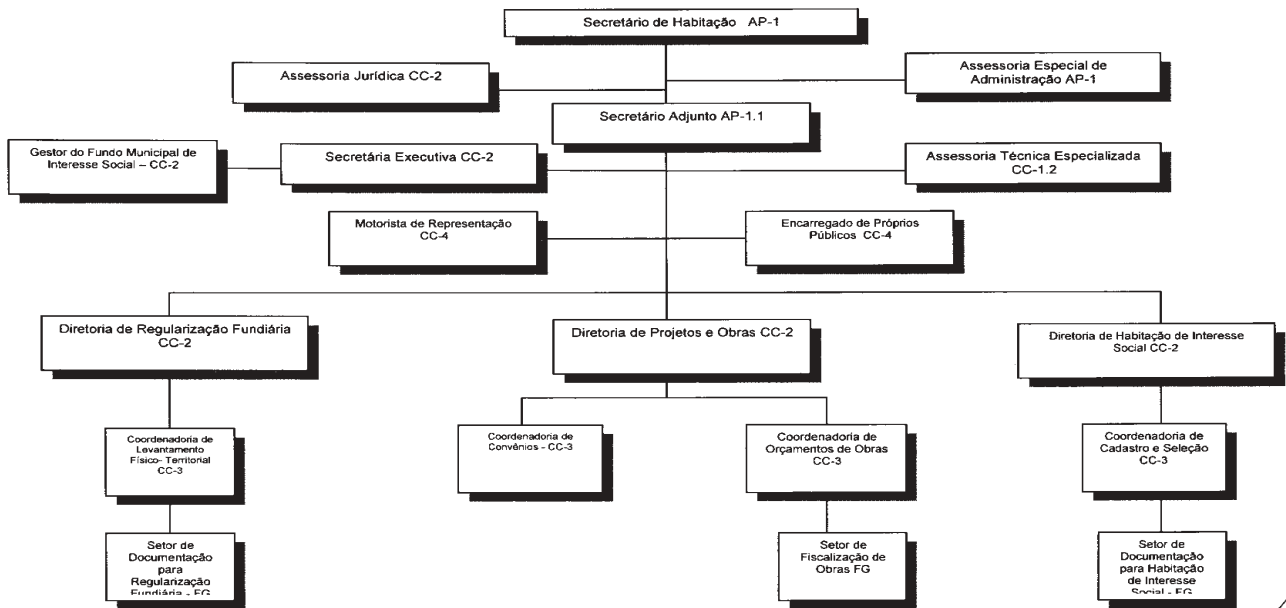 Secretário de Habitação AP-1
Assessoria Jurídica CC-2
Assessoria Especial de
Administração AP-1
Secretário Adjunto AP-1.1
Gestor do Fundo Municipal de
Interesse Social – CC-2
Secretária Executiva CC-2
Assessoria Técnica Especializada
CC-1.2
Motorista de Representação
CC-4
Encarregado de Próprios
Públicos CC-4
Diretoria de Regularização Fundiária
CC-2
Diretoria de Projetos e Obras CC-2
Diretoria de Habitação de Interesse
Social CC-2
Coordenadoria de
Levantamento
Físico- Territorial
CC-3
Coordenadoria de
Convênios - CC-3
Coordenadoria de
Orçamentos de Obras
CC-3
Coordenadoria de
Cadastro e Seleção
CC-3
Setor de
Documentação
para
Regularização
Fundiária - FG
Setor de
Fiscalização de
Obras FG
Setor de
Documentação
para Habitação
de Interesse
Social - FG